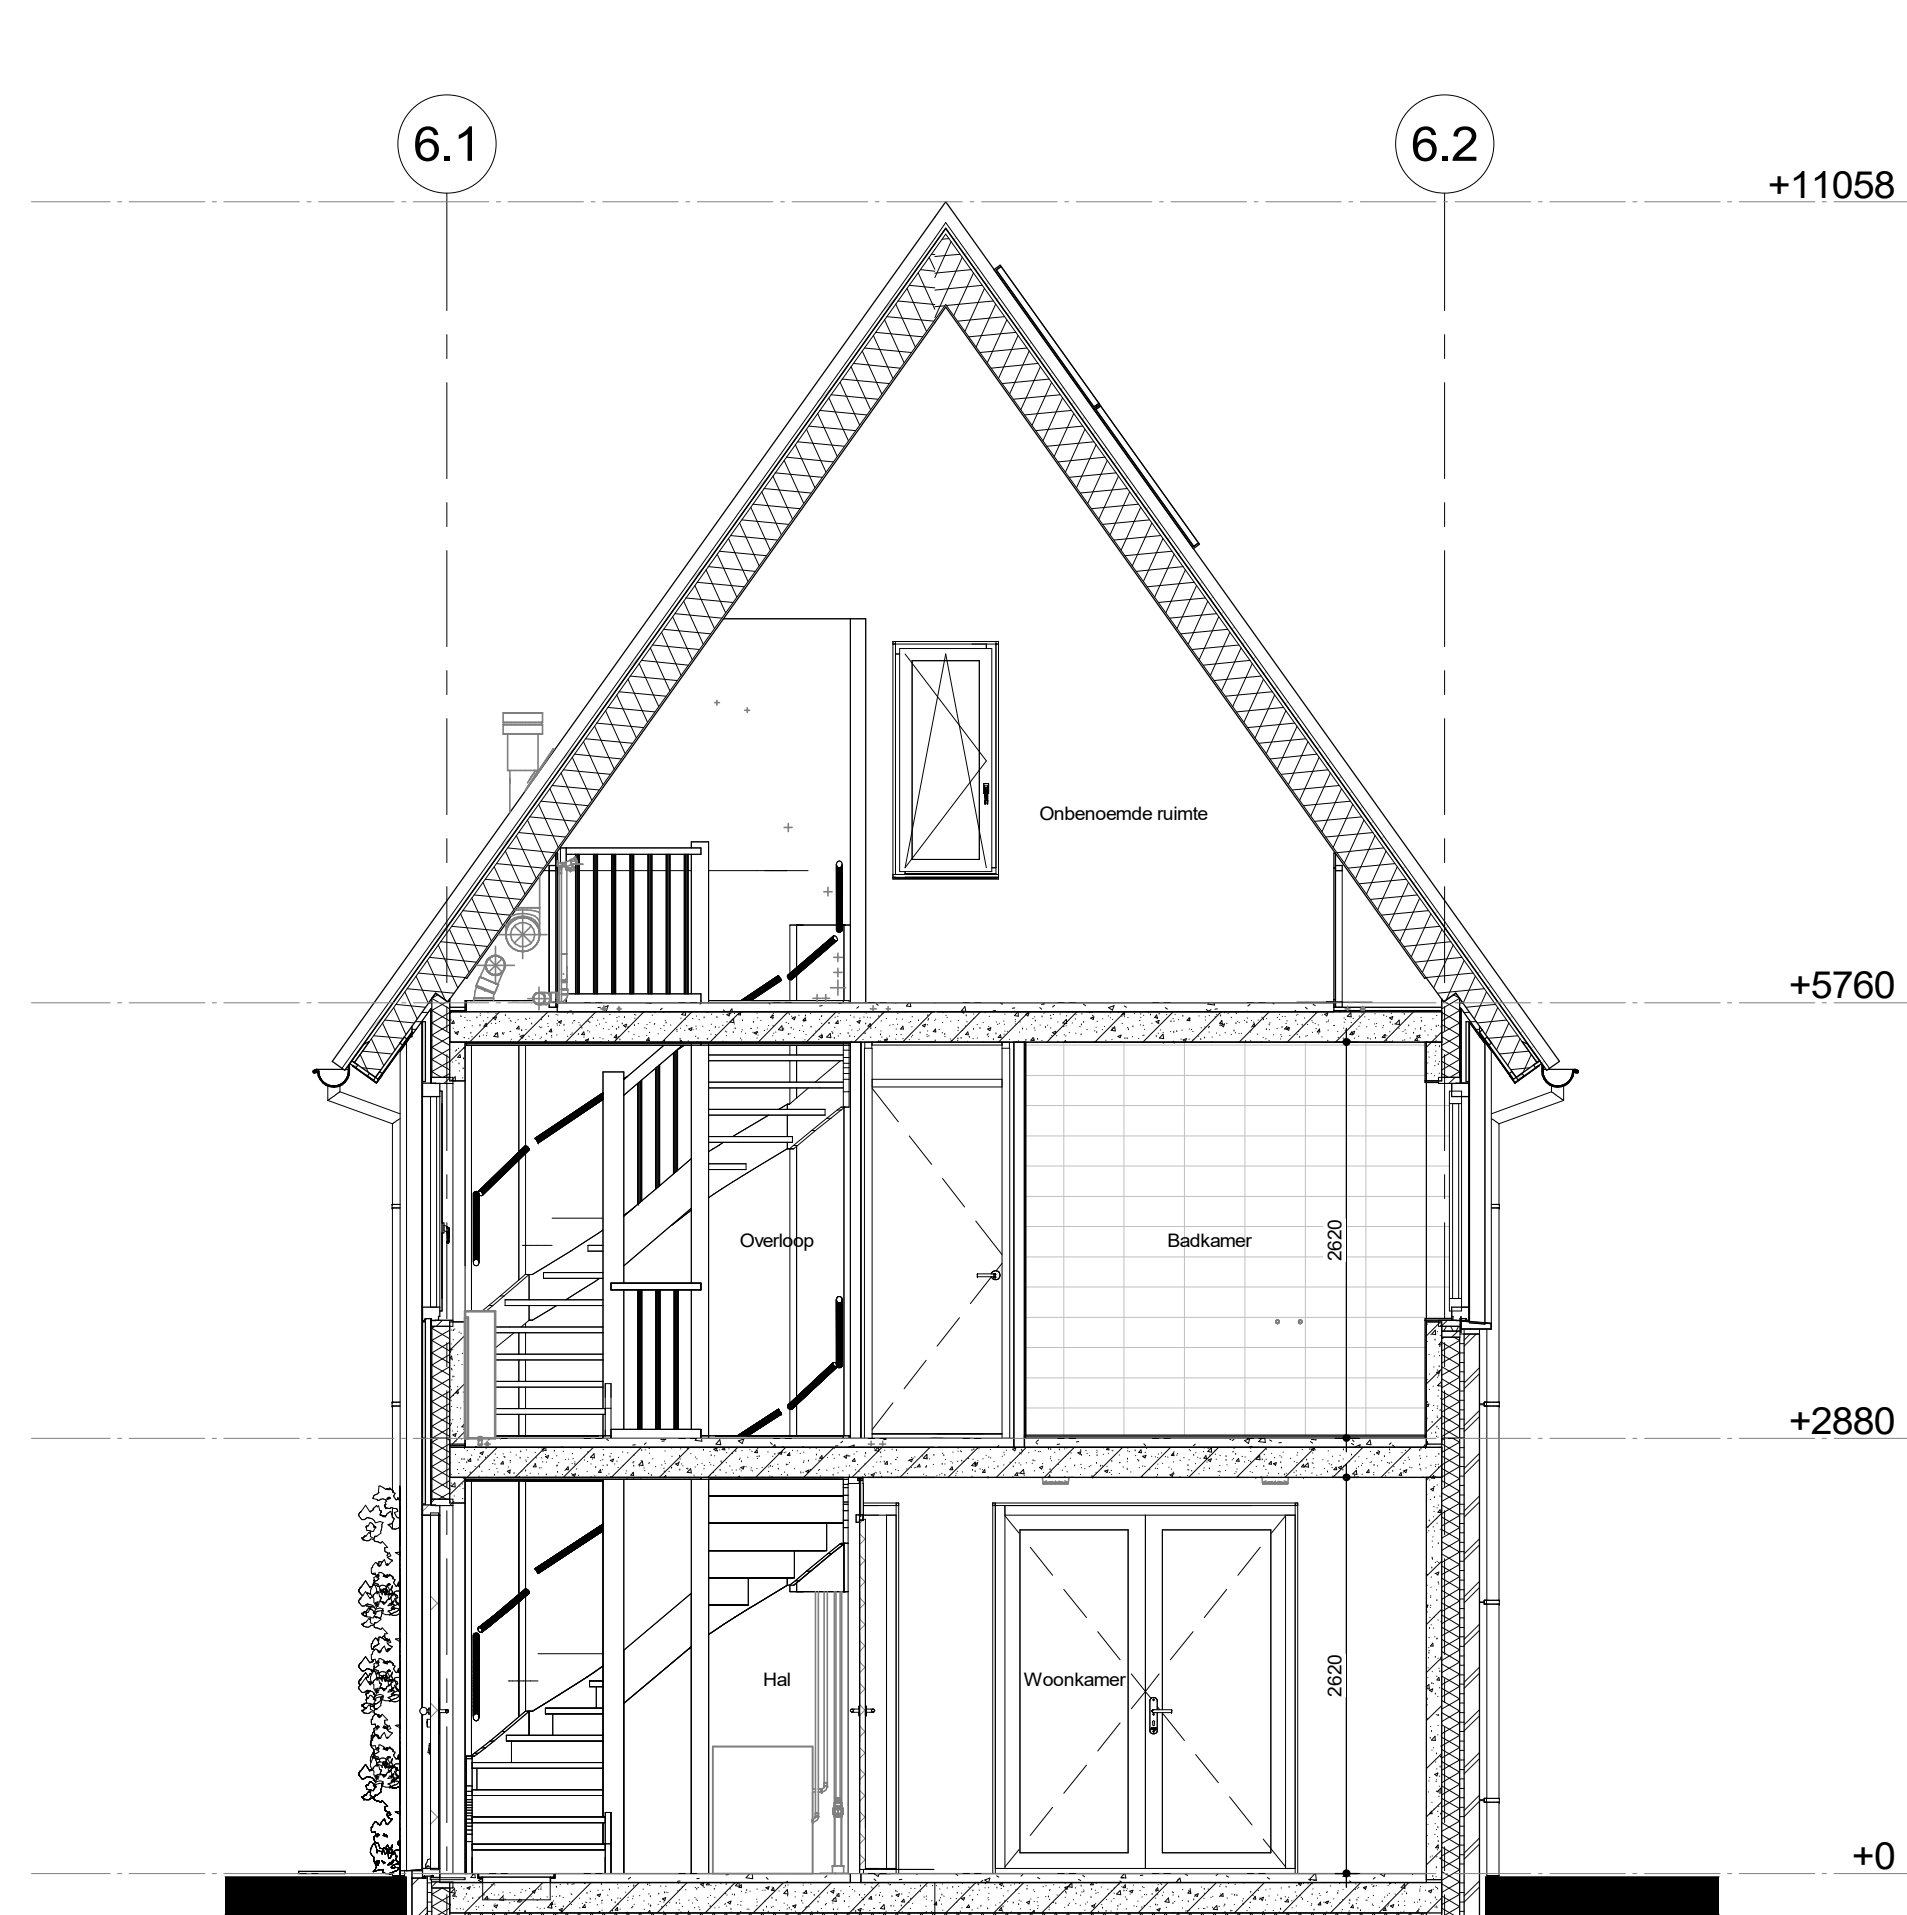 6.1
6.2
+11058
Onbenoemde ruimte
+5760
Overloop
Badkamer
2620
+2880
Hal
Woonkamer
2620
+0